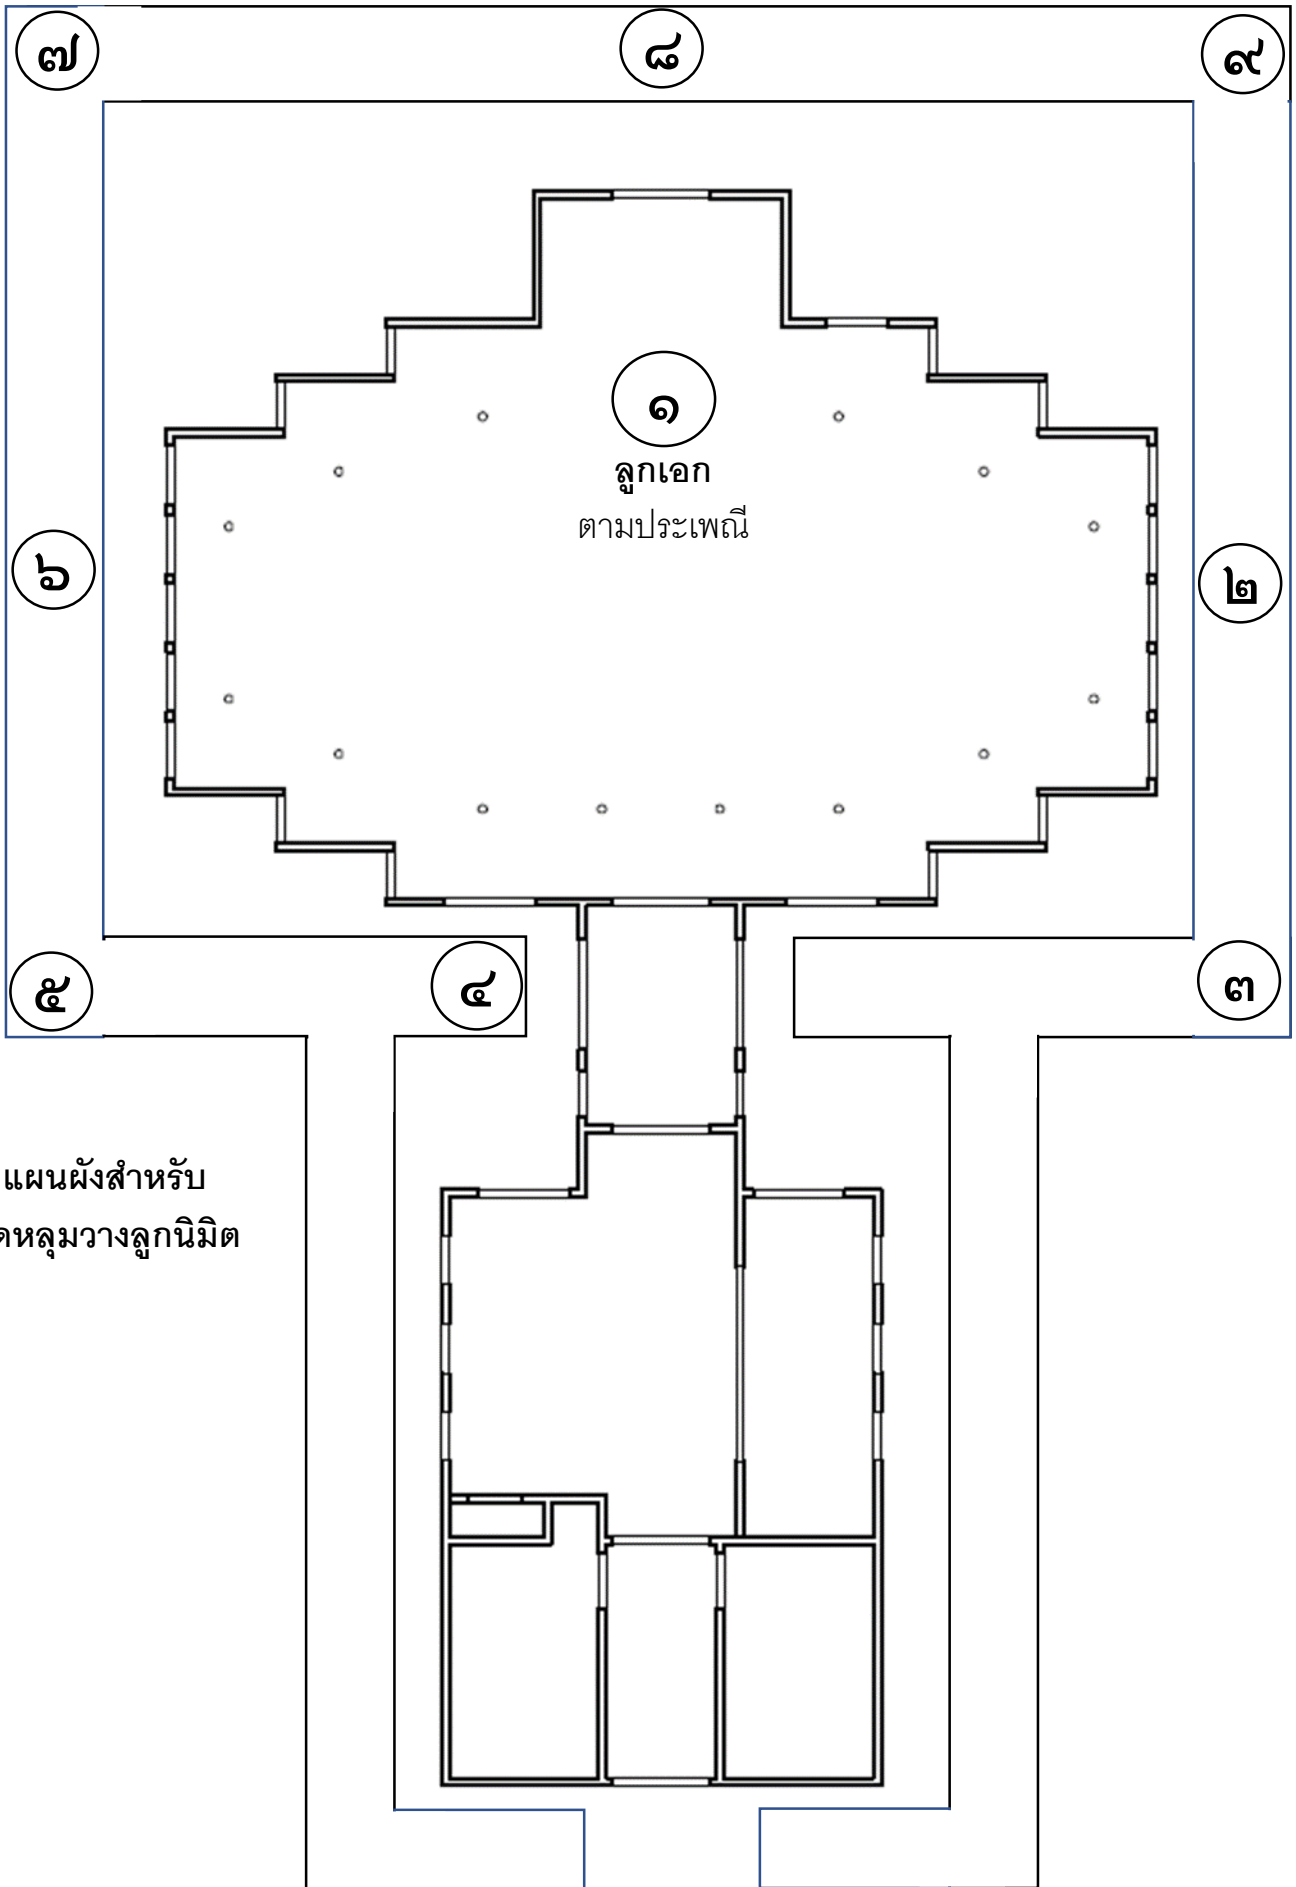 ๗
๘
๙
๑
ลูกเอก
ตามประเพณี
๖
๒
๕
๔
๓
แผนผังสำหรับ
หลุมวางลูกนิมิต